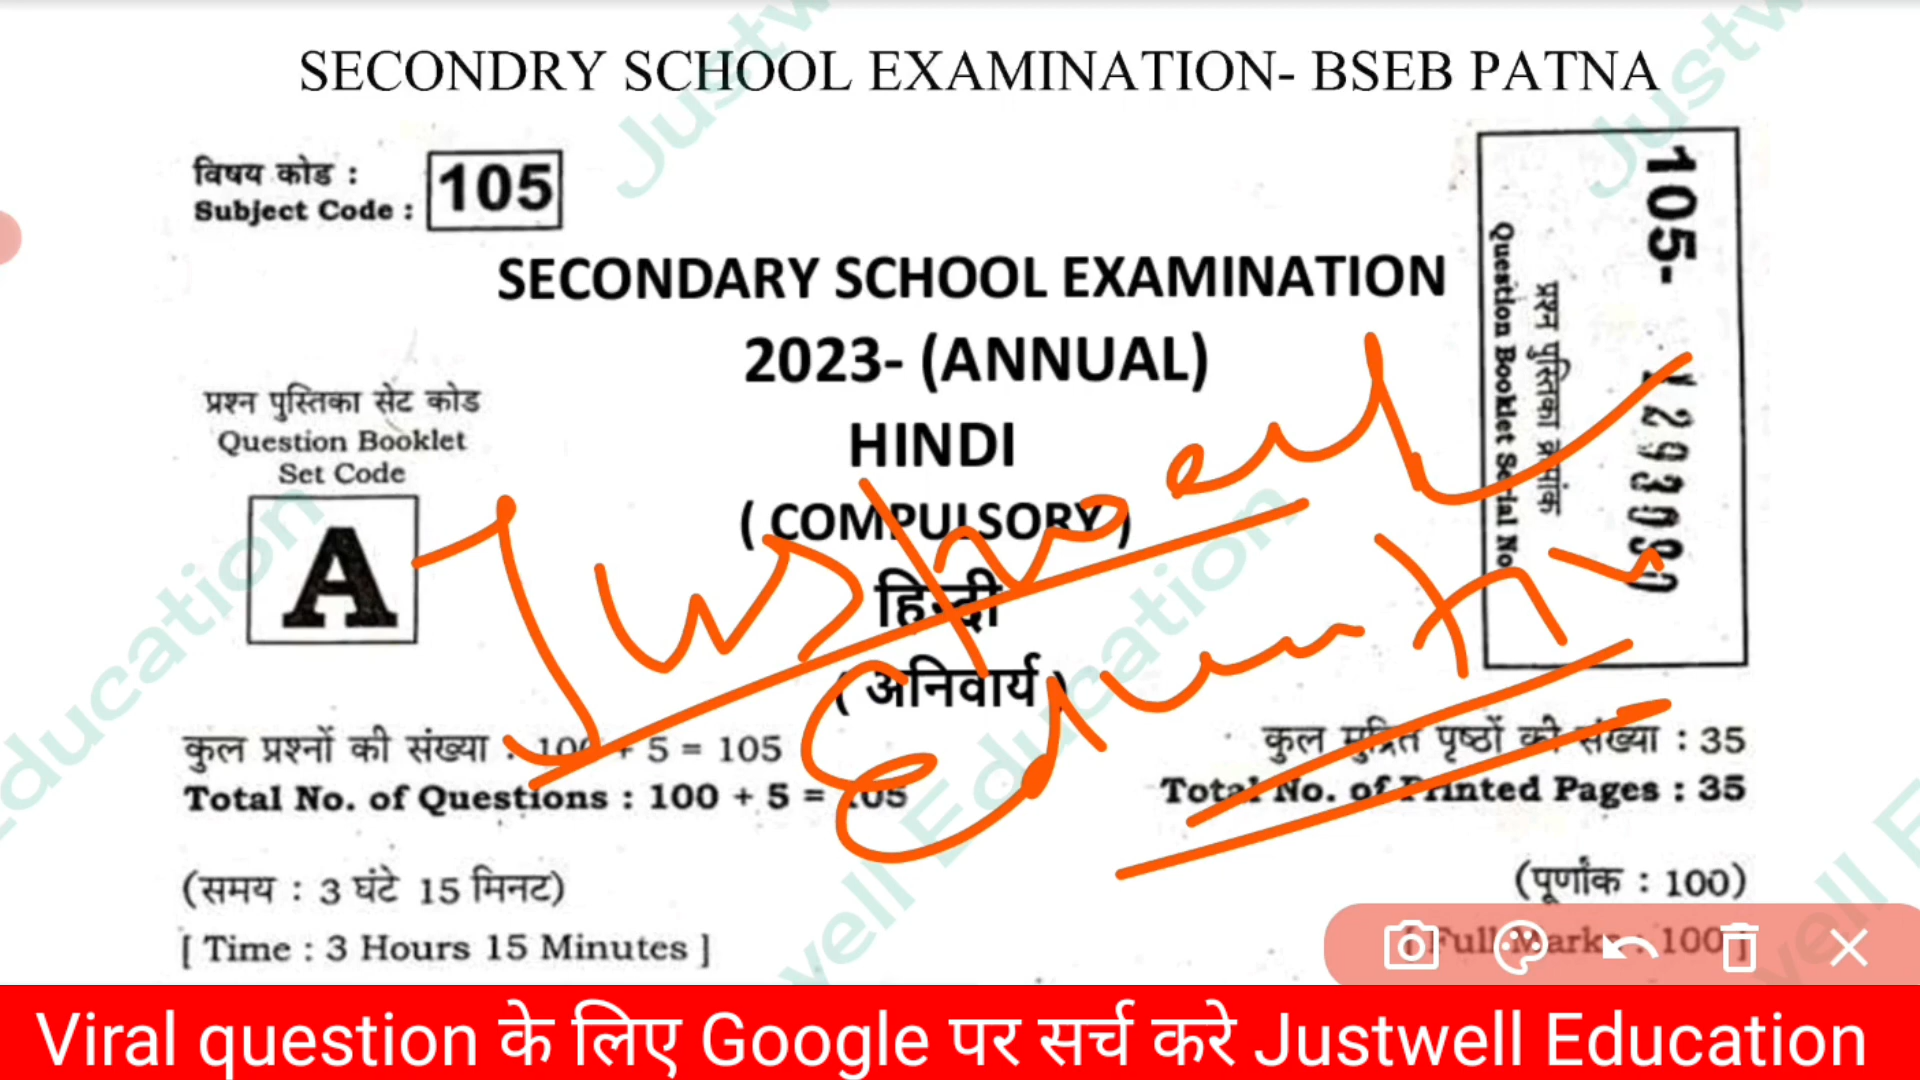 SECONDRY SCHOOL EXAMINATION- BSEB PATNA
विषय कोड :
Subject Code :
105
SECONDARY SCHOOL EXAMINATION
2023- (ANNUAL)
HINDI
( COMPULSORY )
हिन्दी
( अनिवार्य )
प्रश्न पुस्तिका सेट कोड
Question Booklet
Set Code
A
105-
प्रश्न पुस्तिका क्रमांक
Question Booklet Serial No
कुल प्रश्नों की संख्या : 100 + 5 = 105
Total No. of Questions : 100 + 5 = 105
कुल मुद्रित पृष्ठों की संख्या : 35
Total No. of Printed Pages : 35
(समय : 3 घंटे 15 मिनट)
[ Time : 3 Hours 15 Minutes ]
(पूर्णांक : 100)
[ Full Marks : 100 ]
Justwell
Education
Viral question के लिए Google पर सर्च करे Justwell Education